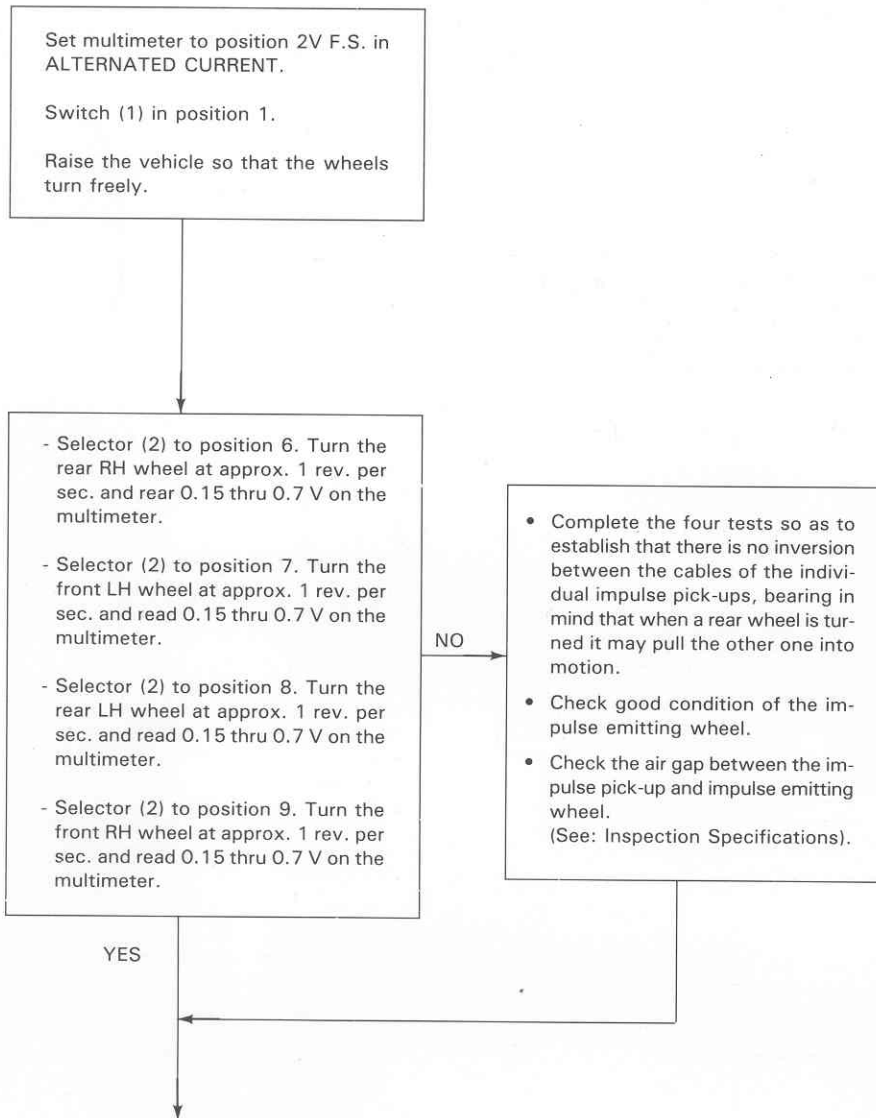 Set multimeter to position 2V F.S. in
ALTERNATED CURRENT.
Switch (1) in position 1.
Raise the vehicle so that the wheels
turn freely.
- Selector (2) to position 6. Turn the
rear RH wheel at approx. 1 rev. per
sec. and rear 0.15 thru 0.7 V on the
multimeter.
- Selector (2) to position 7. Turn the
front LH wheel at approx. 1 rev. per
sec. and read 0.15 thru 0.7 V on the
multimeter.
- Selector (2) to position 8. Turn the
rear LH wheel at approx. 1 rev. per
sec. and read 0.15 thru 0.7 V on the
multimeter.
- Selector (2) to position 9. Turn the
front RH wheel at approx. 1 rev. per
sec. and read 0.15 thru 0.7 V on the
multimeter.
NO
• Complete the four tests so as to
establish that there is no inversion
between the cables of the indivi-
dual impulse pick-ups, bearing in
mind that when a rear wheel is tur-
ned it may pull the other one into
motion.
• Check good condition of the im-
pulse emitting wheel.
• Check the air gap between the im-
pulse pick-up and impulse emitting
wheel.
(See: Inspection Specifications).
YES